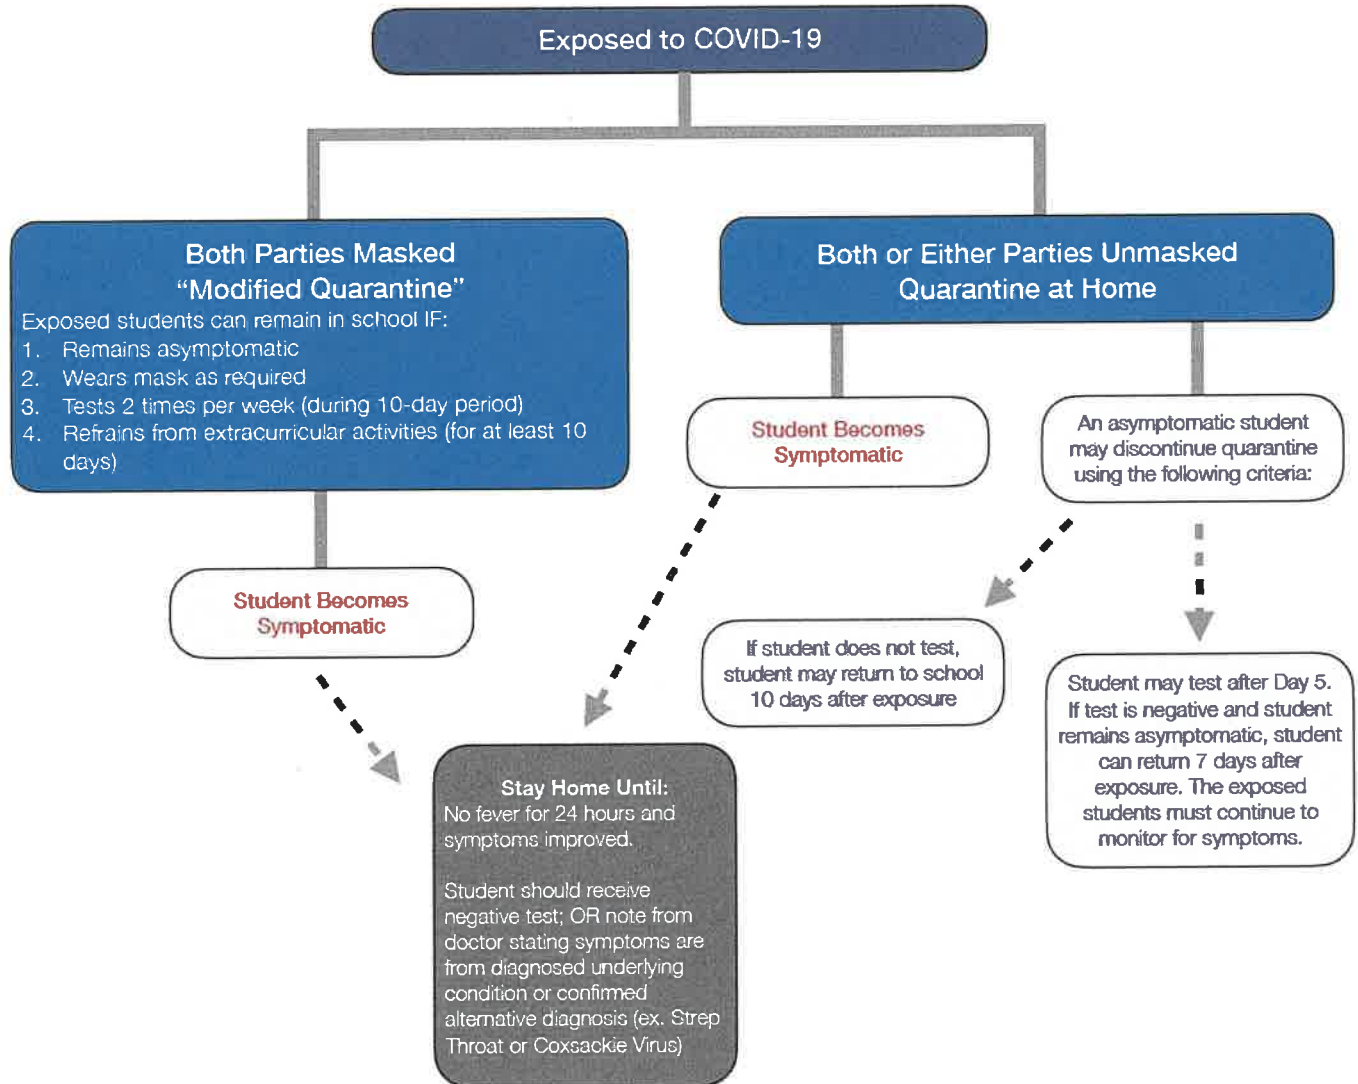 Exposed to COVID-19
Both Parties Masked
“Modified Quarantine”
Exposed students can remain in school IF:
1. Remains asymptomatic
2. Wears mask as required
3. Tests 2 times per week (during 10-day period)
4. Refrains from extracurricular activities (for at least 10
days)
Student Becomes
Symptomatic
Both or Either Parties Unmasked
Quarantine at Home
Student Becomes
Symptomatic
An asymptomatic student
may discontinue quarantine
using the following criteria:
If student does not test,
student may return to school
10 days after exposure
Student may test after Day 5.
If test is negative and student
remains asymptomatic, student
can return 7 days after
exposure. The exposed
students must continue to
monitor for symptoms.
Stay Home Until:
No fever for 24 hours and
symptoms improved.
Student should receive
negative test; OR note from
doctor stating symptoms are
from diagnosed underlying
condition or confirmed
alternative diagnosis (ex. Strep
Throat or Coxsackie Virus)